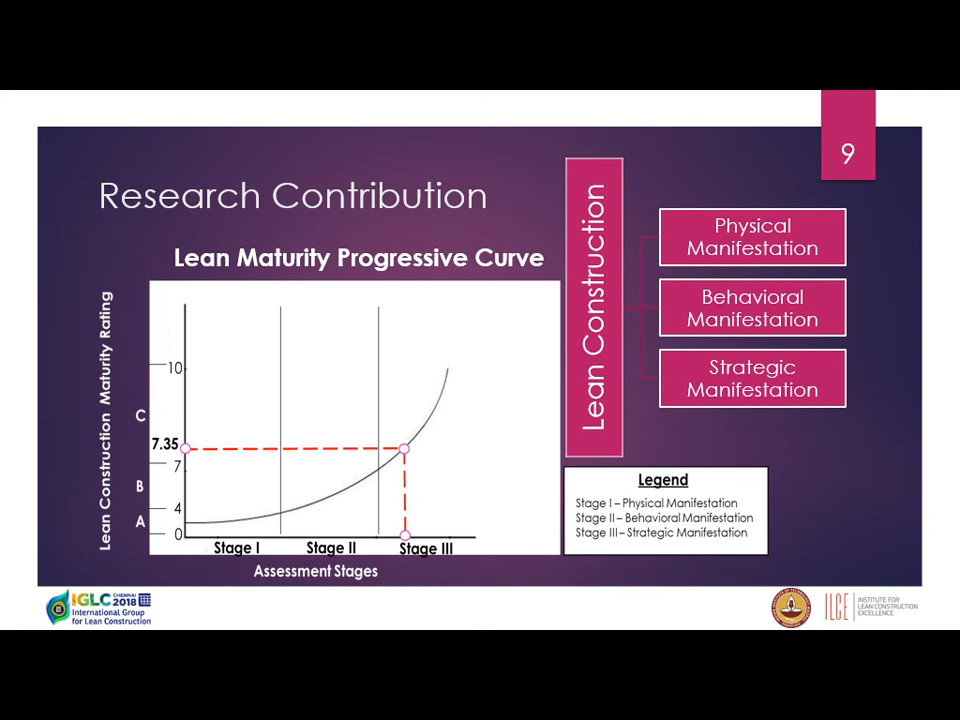 9
Research Contribution
Lean Maturity Progressive Curve
Lean Construction Maturity Rating
10
C
7.35
7
B
4
A
0
Stage I
Stage II
Stage III
Assessment Stages
Lean Construction
Physical
Manifestation
Behavioral
Manifestation
Strategic
Manifestation
Legend
Stage I – Physical Manifestation
Stage II – Behavioral Manifestation
Stage III – Strategic Manifestation
IGLC CHENNAI 2018
International Group
for Lean Construction
ILCE
INSTITUTE FOR
LEAN CONSTRUCTION
EXCELLENCE